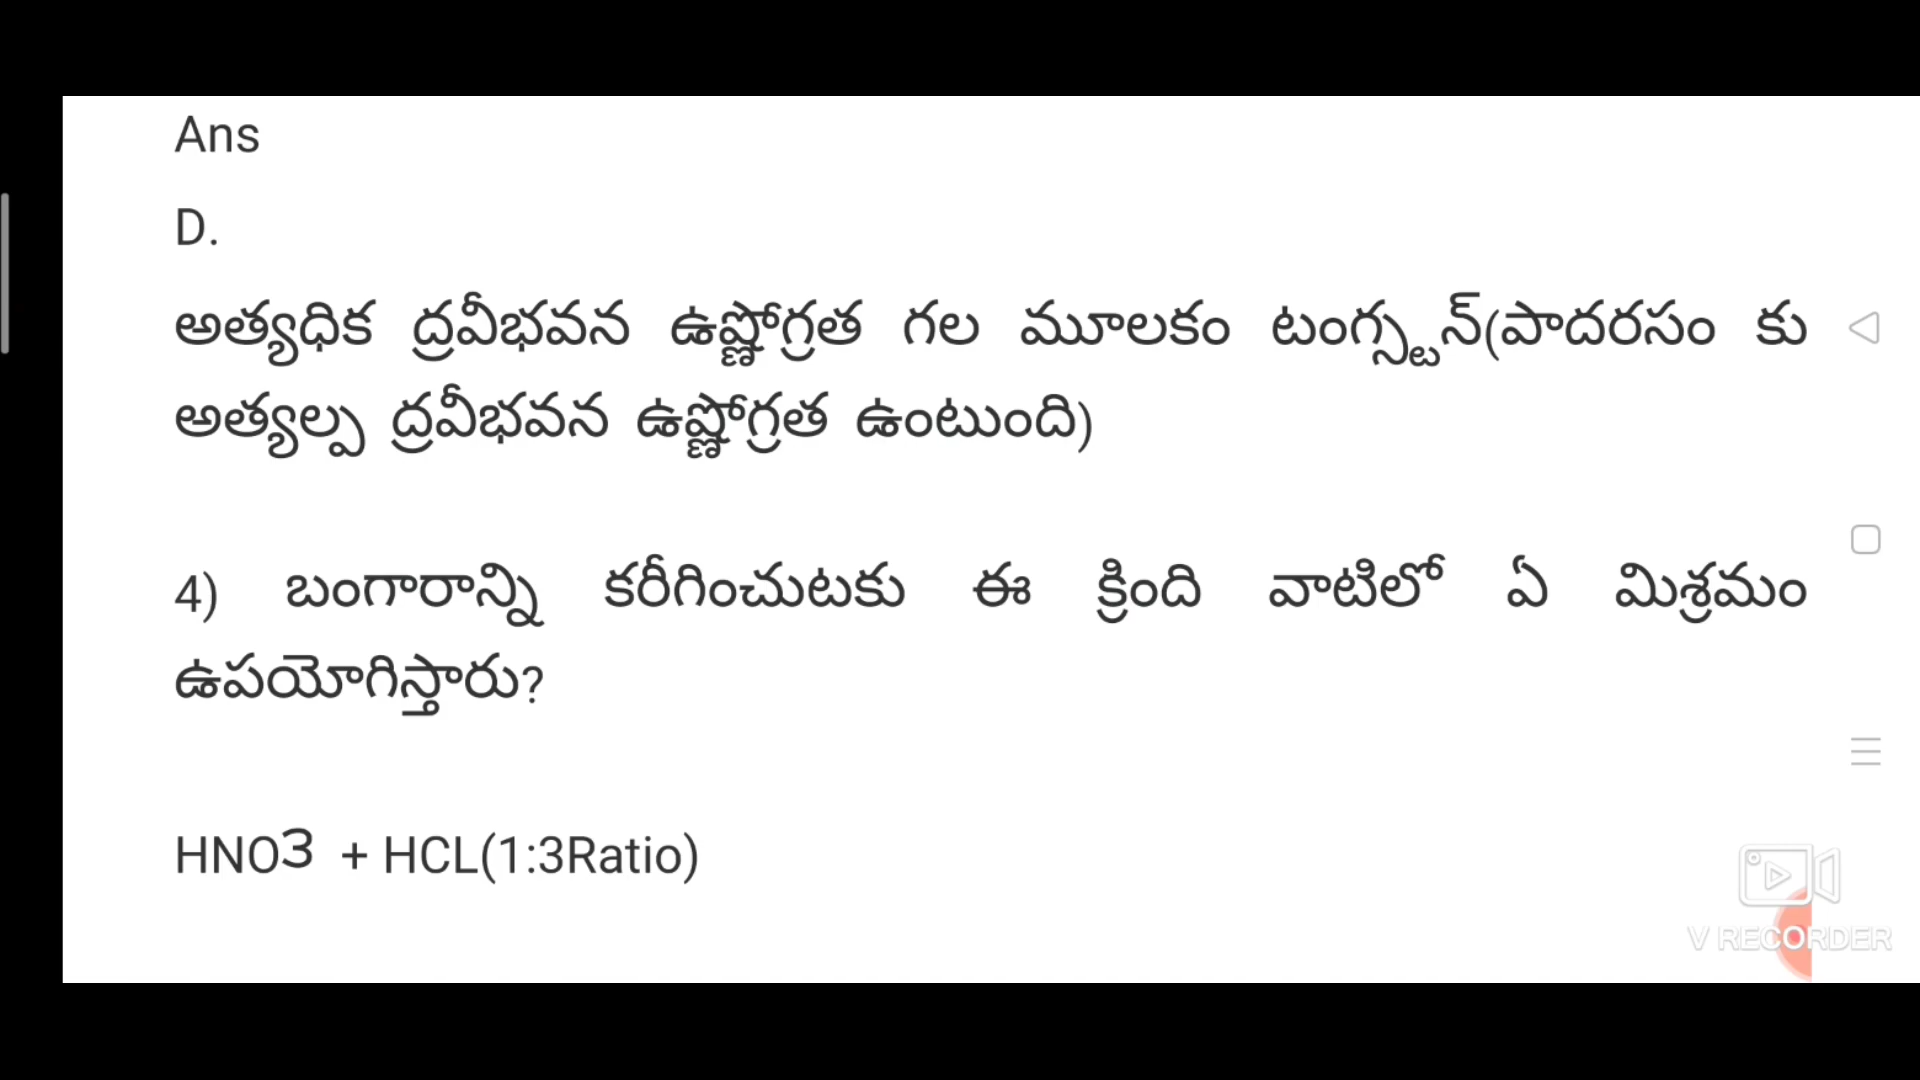 Ans
D.
అత్యధిక ద్రవీభవన ఉష్ణోగ్రత గల మూలకం టంగ్స్టన్(పాదరసం కు
అత్యల్ప ద్రవీభవన ఉష్ణోగ్రత ఉంటుంది)
4) బంగారాన్ని కరీగించుటకు ఈ క్రింది వాటిలో ఏ మిశ్రమం
ఉపయోగిస్తారు?
HNO3 + HCL(1:3Ratio)
V RECORDER